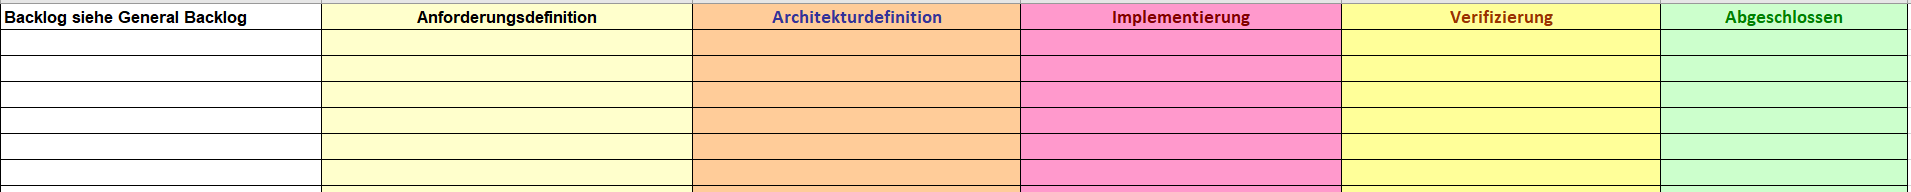 Backlog siehe General Backlog Anforderungsdefinition Architekturdefinition Implementierung Verifizierung Abgeschlossen